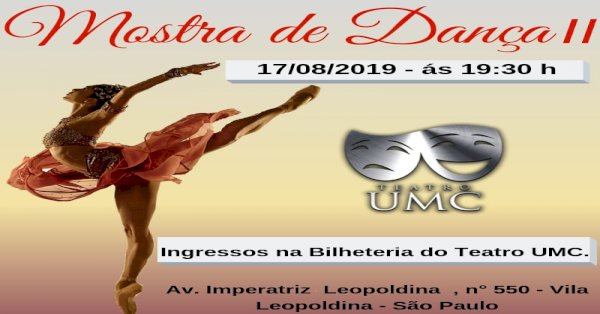 Mostra de Dança II
17/08/2019 - ás 19:30 h
TEATRO
UMC
Ingressos na Bilheteria do Teatro UMC.
Av. Imperatriz Leopoldina , n° 550 - Vila
Leopoldina - São Paulo